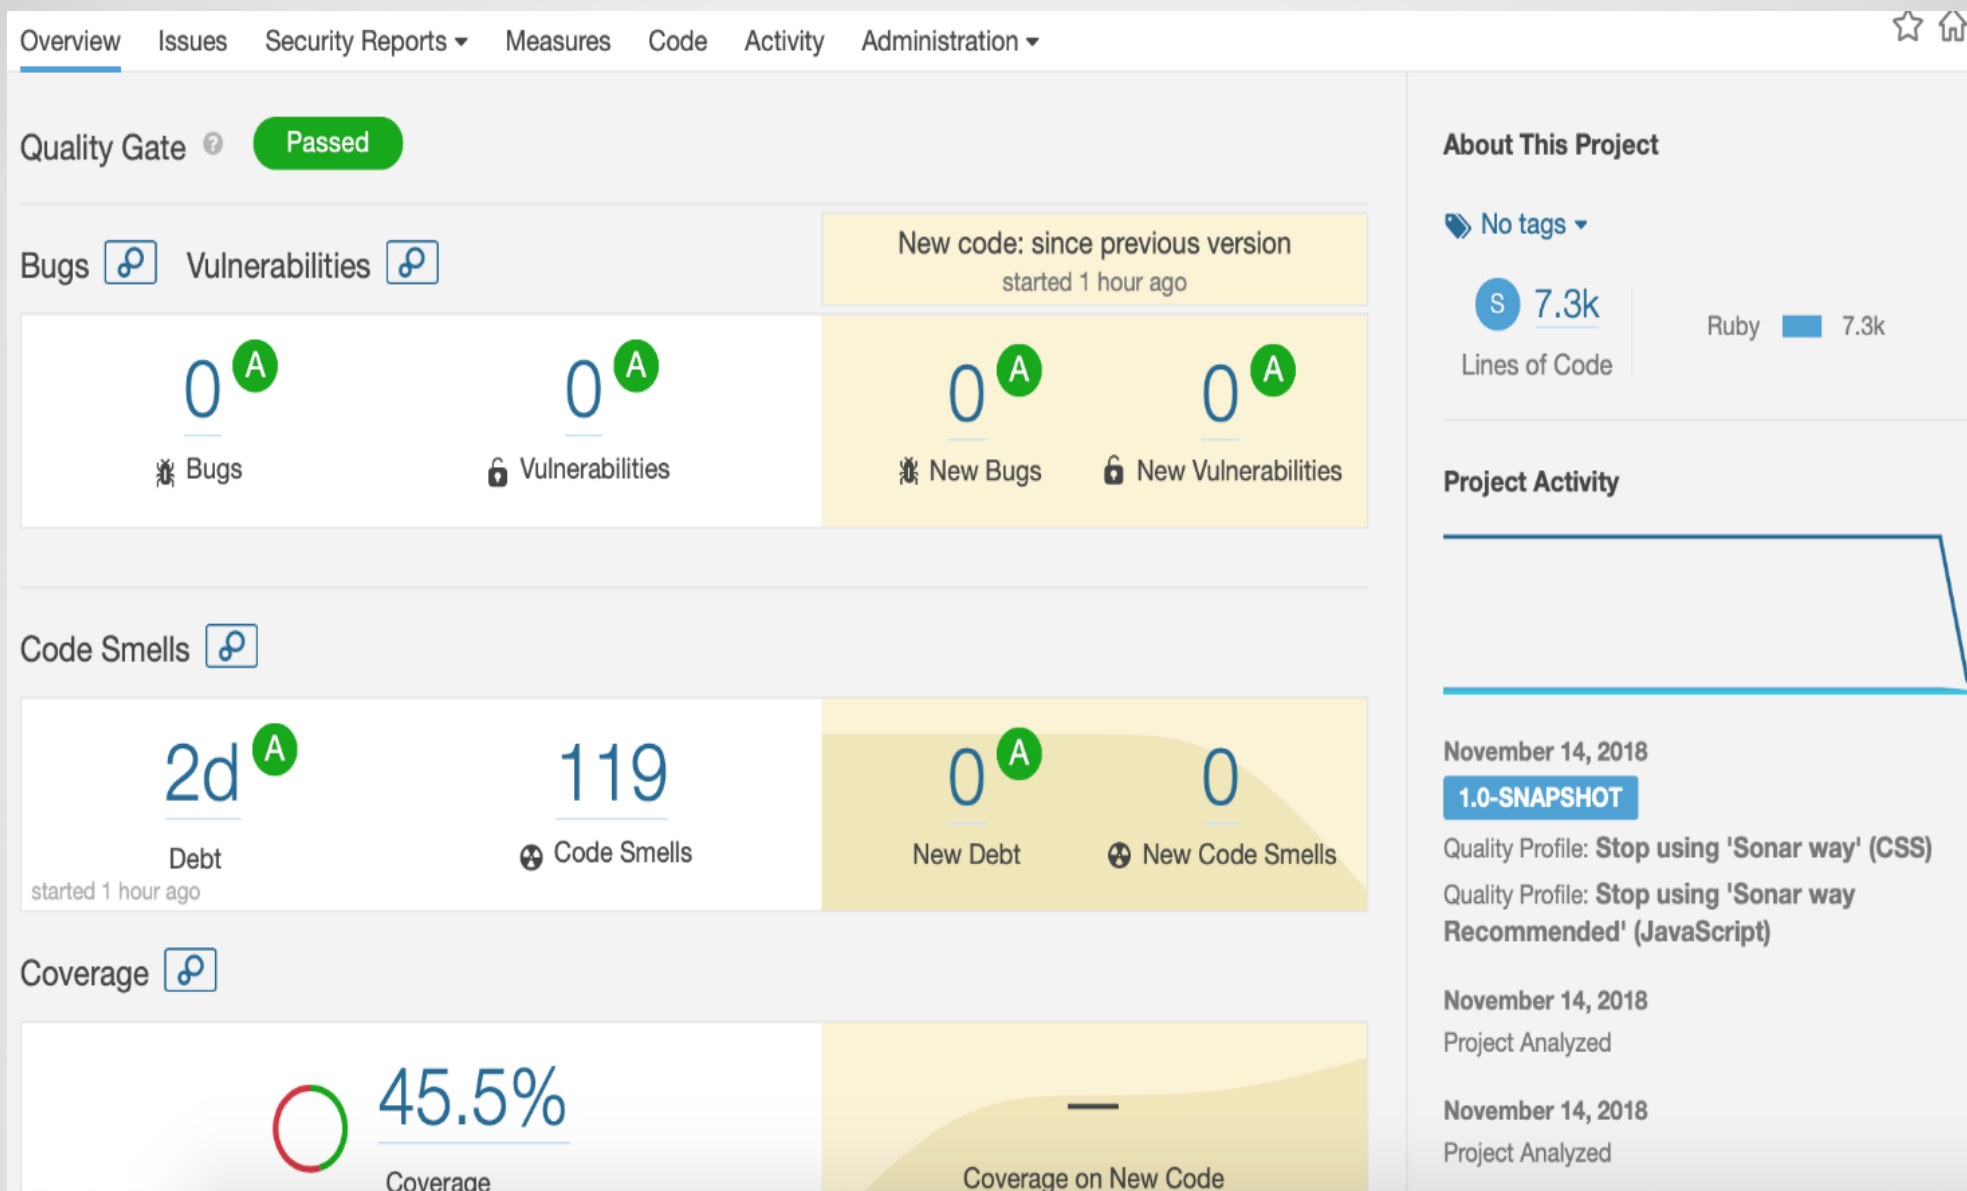 Overview Issues Security Reports Measures Code Activity Administration
Quality Gate ? Passed
Bugs Vulnerabilities
New code: since previous version
started 1 hour ago
0 A
Bugs
0 A
Vulnerabilities
0 A
New Bugs
0 A
New Vulnerabilities
Code Smells
2d A
Debt
started 1 hour ago
119
Code Smells
0 A
New Debt
0
New Code Smells
Coverage
45.5%
Coverage
—
Coverage on New Code
About This Project
No tags
S 7.3k
Lines of Code
Ruby 7.3k
Project Activity
November 14, 2018
1.0-SNAPSHOT
Quality Profile: Stop using 'Sonar way' (CSS)
Quality Profile: Stop using 'Sonar way
Recommended' (JavaScript)
November 14, 2018
Project Analyzed
November 14, 2018
Project Analyzed